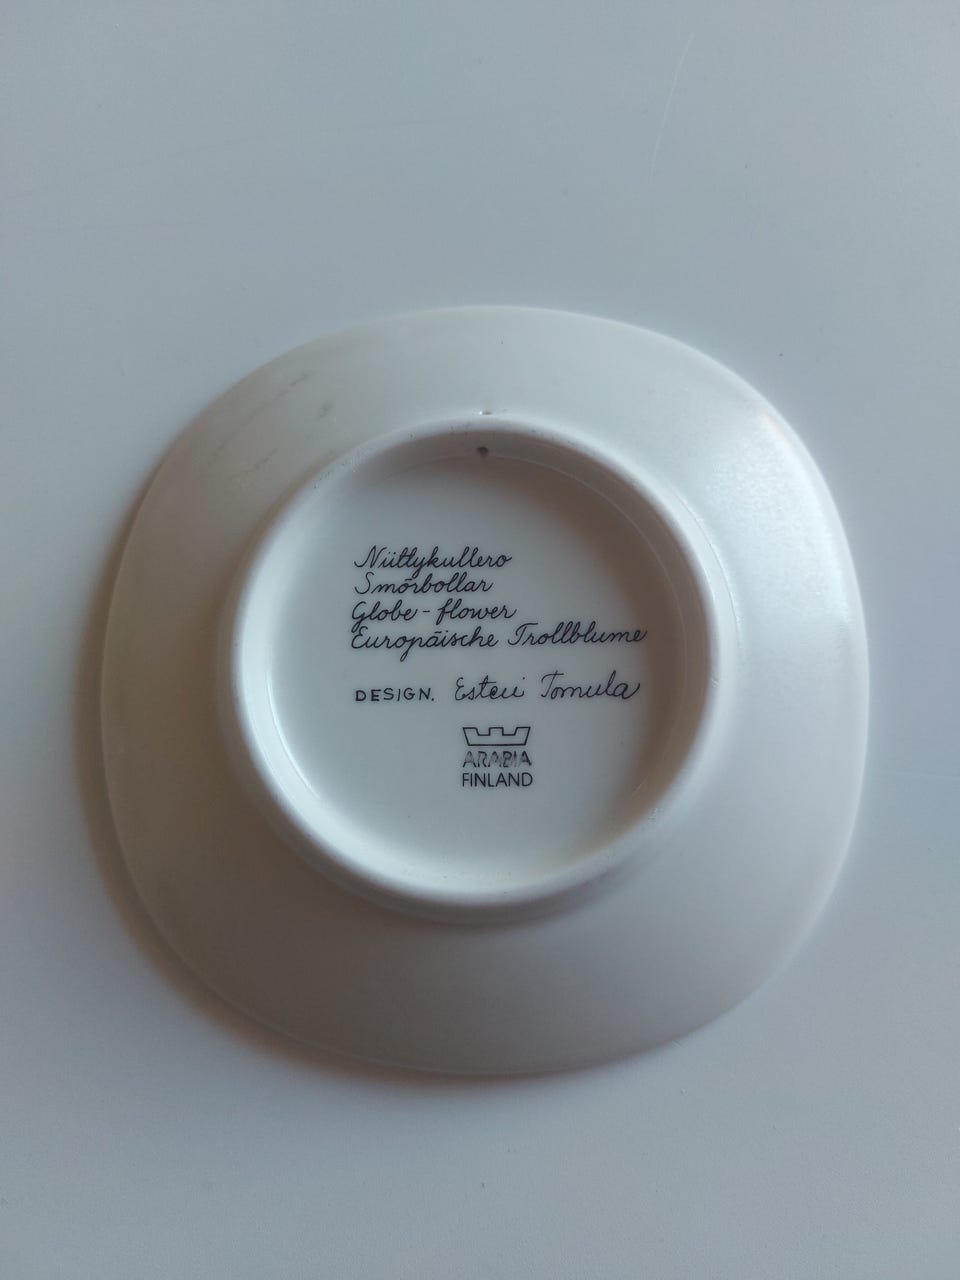 Niittykullero
Smörbollar
Globe-flower
Europäische Trollblume
DESIGN. Esteri Tomula
ARABIA
FINLAND